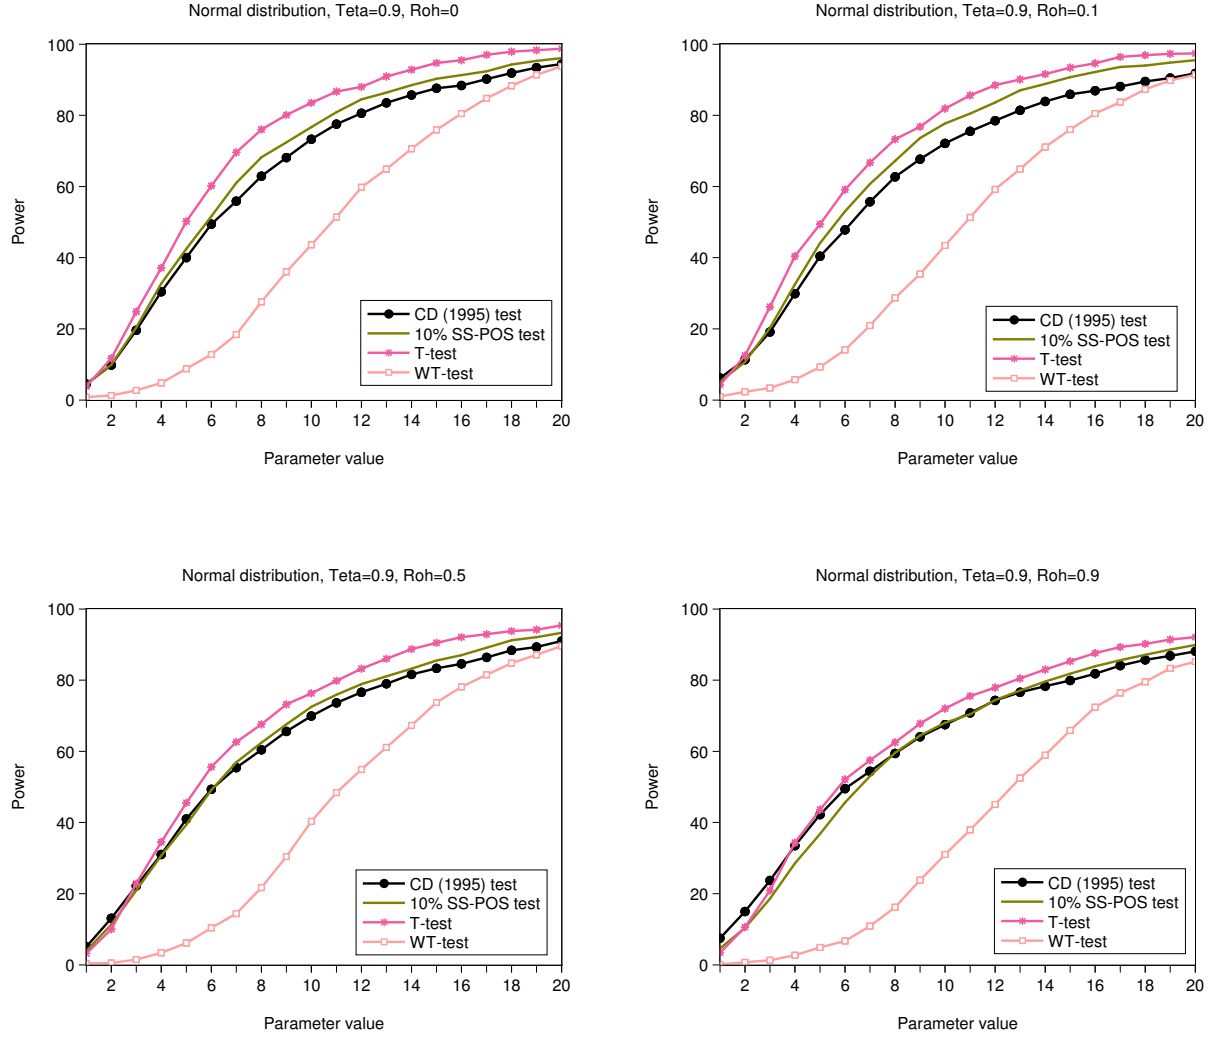 Normal distribution, Teta=0.9, Roh=0
100
80
60
40
20
0
Power
CD (1995) test
10% SS-POS test
T-test
WT-test
2 4 6 8 10 12 14 16 18 20
Parameter value
Normal distribution, Teta=0.9, Roh=0.1
100
80
60
40
20
0
Power
CD (1995) test
10% SS-POS test
T-test
WT-test
2 4 6 8 10 12 14 16 18 20
Parameter value
Normal distribution, Teta=0.9, Roh=0.5
100
80
60
40
20
0
Power
CD (1995) test
10% SS-POS test
T-test
WT-test
2 4 6 8 10 12 14 16 18 20
Parameter value
Normal distribution, Teta=0.9, Roh=0.9
100
80
60
40
20
0
Power
CD (1995) test
10% SS-POS test
T-test
WT-test
2 4 6 8 10 12 14 16 18 20
Parameter value